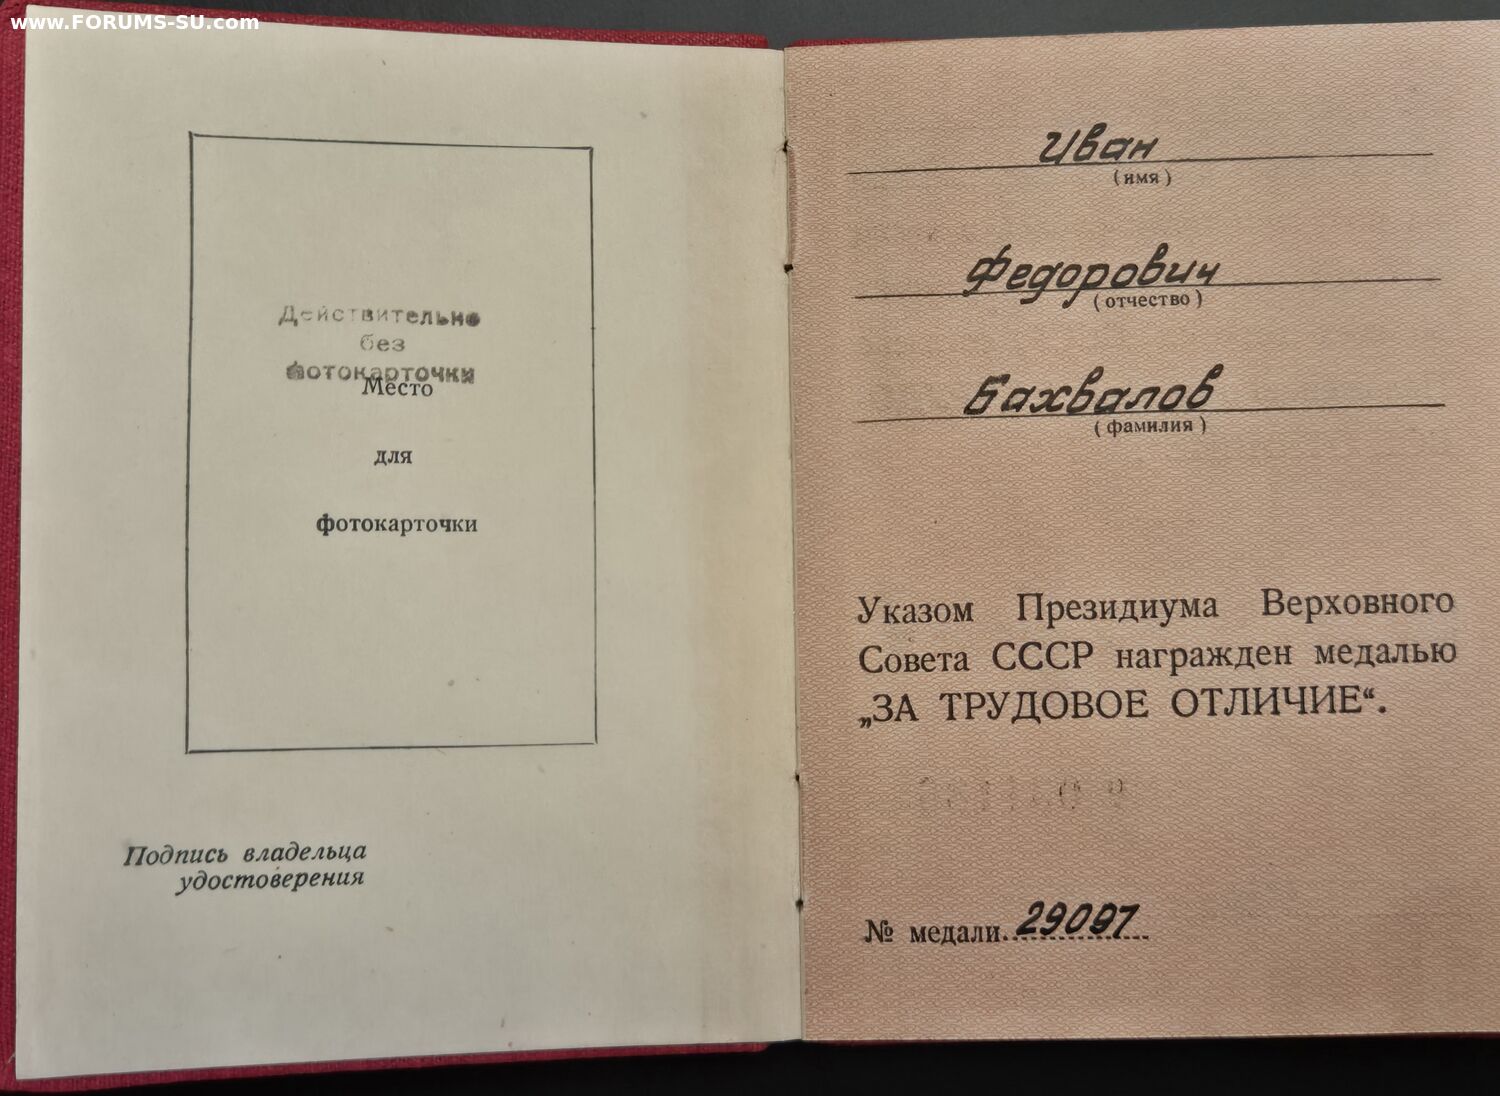 www.FORUMS-SU.com
Действительно
без
фотокарточки
Место
для
фотокарточки
Подпись владельца
удостоверения
Иван
(имя)
Федорович
(отчество)
Бахвалов
(фамилия)
Указом Президиума Верховного
Совета СССР награжден медалью
„ЗА ТРУДОВОЕ ОТЛИЧИЕ“.
№ медали 29097